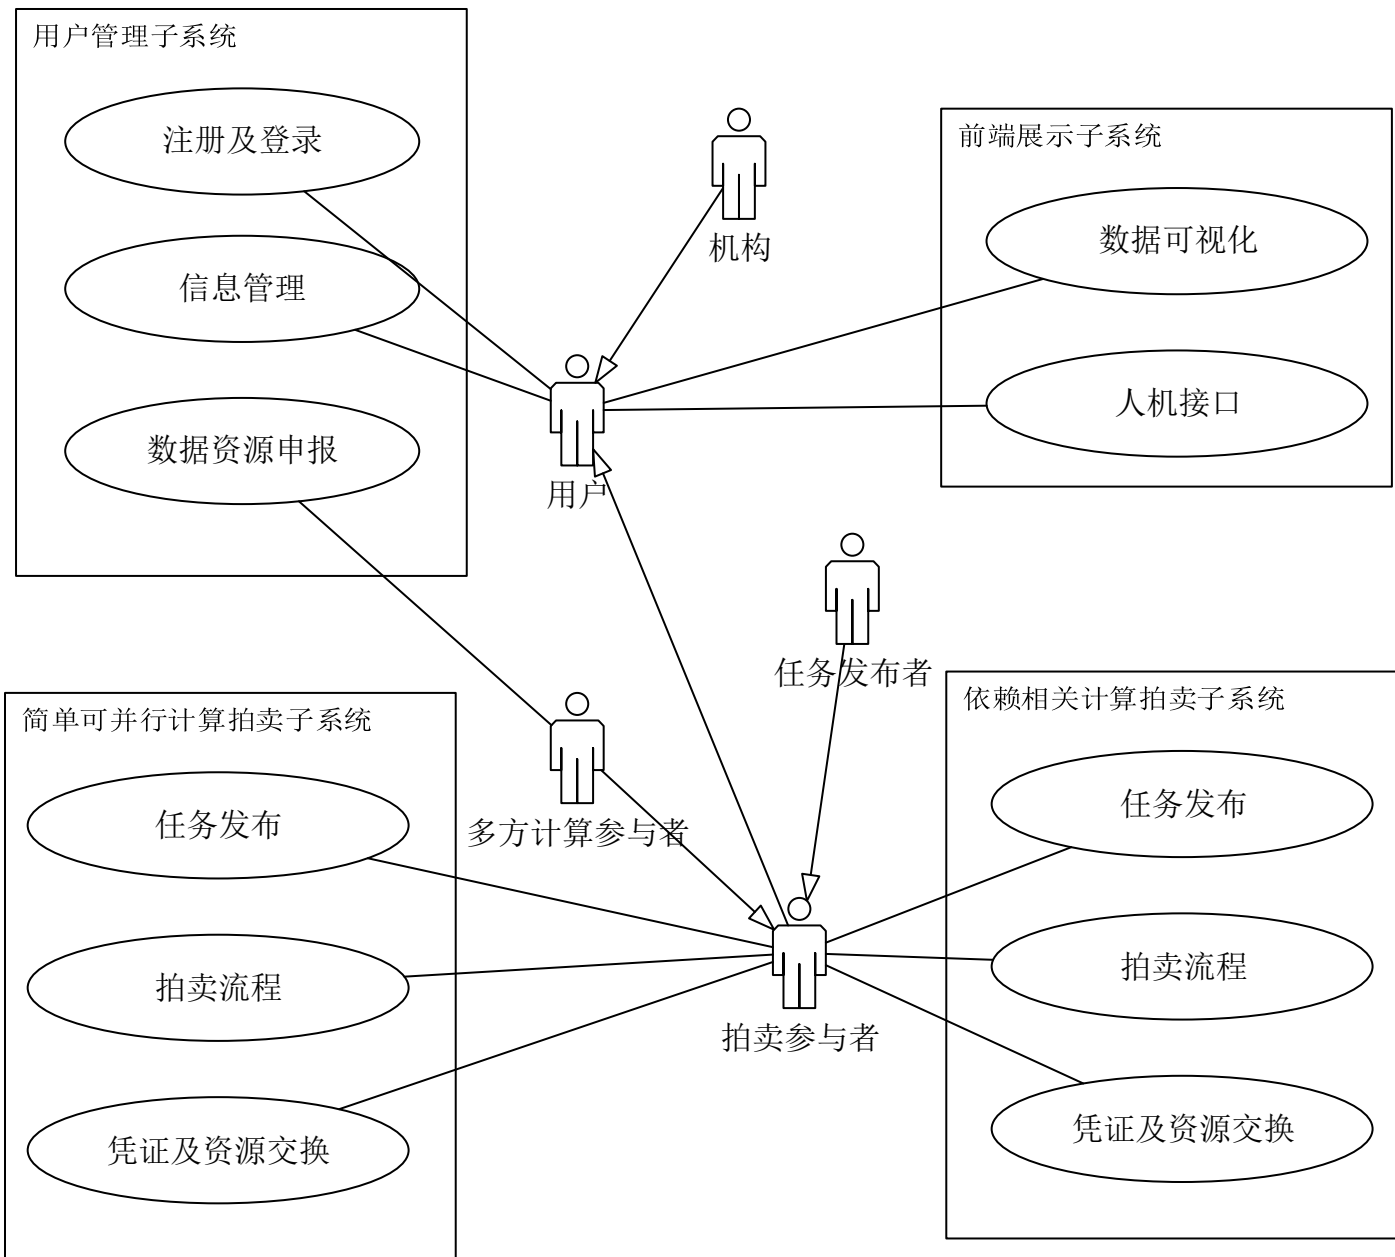 用户管理子系统
注册及登录
信息管理
数据资源申报
机构
前端展示子系统
数据可视化
人机接口
用户
任务发布者
多方计算参与者
简单可并行计算拍卖子系统
任务发布
拍卖流程
凭证及资源交换
拍卖参与者
依赖相关计算拍卖子系统
任务发布
拍卖流程
凭证及资源交换